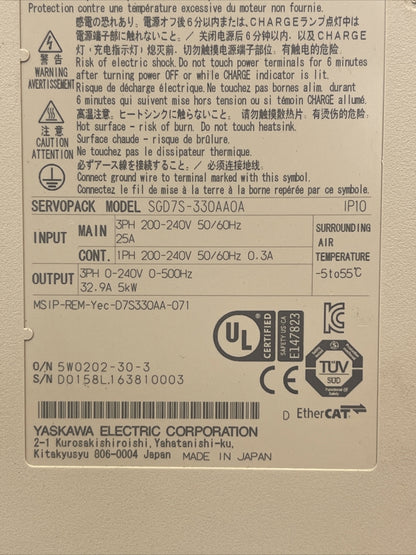 Protection contre une température excessive du moteur non fournie.
感電の恐れあり。電源オフ後6分以内または、CHARGEランプ点灯中は
電源端子部に触れないこと。／关闭电源后6分钟以内、以及CHARGE
灯（充电指示灯）熄灭前、切勿触摸电源端子部。有触电的危险
警告
WARNING
AVERTISSEMENT
Risk of electric shock. Do not touch power terminals for 6 minutes
after turning power OFF or while CHARGE indicator is lit.
Risque de décharge électrique. Ne touchez pas bornes alim. durant
6 minutes qui suivent mise hors tension ou si témoin CHARGE allumé.
注意
CAUTION
ATTENTION
高温注意。ヒートシンクにさわらないこと。／请勿触摸散热片。有烫伤的危险
Hot surface - risk of burn. Do not touch heatsink.
Surface chaude - risque de brûlure.
Ne touchez pas le dissipateur thermique.
必ずアース線を接続すること／必须连接地线
Connect ground wire to terminal marked with this symbol.
Connectez le fil de mise à la terre à la borne repérée par ce symbole.
SERVOPACK MODEL SGD7S-330AA0A IP10
INPUT
MAIN 3PH 200-240V 50/60Hz
25A
CONT. 1PH 200-240V 50/60Hz 0.3A
OUTPUT 3PH 0-240V 0-500Hz
32.9A 5kW
SURROUNDING
AIR
TEMPERATURE
-5to55℃
MSIP-REM-Yec-D7S330AA-071
UL
CERTIFIED
SAFETY US-CA
E147823
O/N 5W0202-30-3
S/N D0158L163810003
CE
TÜV
SÜD
D EtherCAT
YASKAWA ELECTRIC CORPORATION
2-1 Kurosakishiroishi, Yahatanishi-ku,
Kitakyusyu 806-0004 Japan MADE IN JAPAN